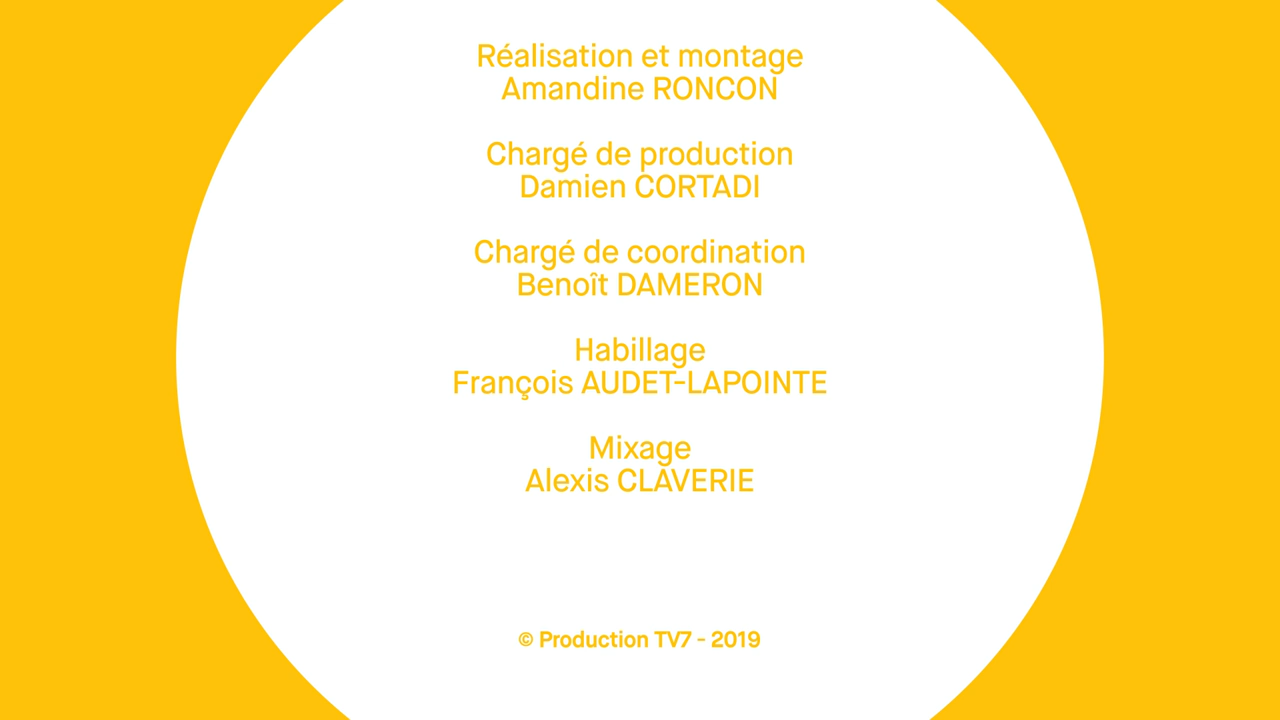 Réalisation et montage
Amandine RONCON
Chargé de production
Damien CORTADI
Chargé de coordination
Benoît DAMERON
Habillage
François AUDET-LAPOINTE
Mixage
Alexis CLAVERIE
© Production TV7 - 2019